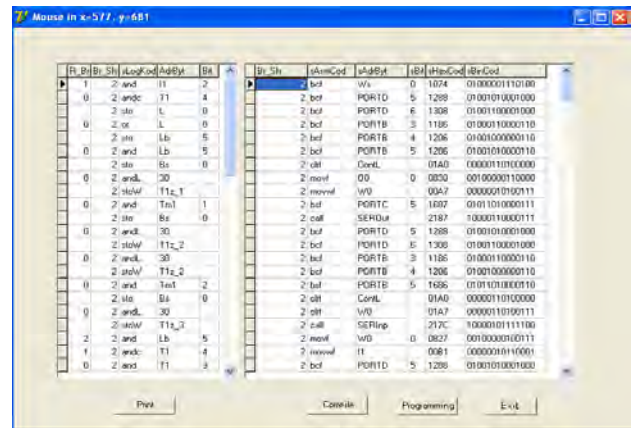 Mouse in x=577, y=681
R_Br Br_Sh sLogKod AdrByt Bit
1 2 and I1 2
0 2 andc T1 4
2 sto L 0
0 2 or L 0
2 sto Lb 5
0 2 and Lb 5
2 sto Bs 0
0 2 andL 30
2 stoW T1z_1
0 2 and Tm1 1
2 sto Bs 0
0 2 andL 30
2 stoW T1z_2
0 2 andL 30
2 stoW T1z_2
0 2 and Tm1 2
2 sto Bs 0
0 2 andL 30
2 stoW T1z_3
2 2 and Lb 5
1 2 andc T1 4
0 2 and T1 3
Br_Sh sAsmCod sAdrByt sBit sHexCod sBinCod
2 bcf Ws 0 1074 01000001110100
2 bcf PORTD 5 1288 01001010001000
2 bcf PORTD 6 1308 01001100001000
2 bcf PORTB 3 1186 01000110000110
2 bcf PORTB 4 1206 01001000000110
2 bcf PORTB 5 1286 01001010000110
2 clrf ContL 01A0 00000110100000
2 movf 00 0 0830 00100000110000
2 movwf W0 00A7 00000010100111
2 bsf PORTC 5 1687 01011010000111
2 call SEROut 2187 10000110000111
2 bcf PORTD 5 1288 01001010001000
2 bcf PORTD 6 1308 01001100001000
2 bcf PORTB 3 1186 01000110000110
2 bcf PORTB 4 1206 01001000000110
2 bsf PORTB 5 1686 01011010000110
2 clrf ContL 01A0 00000110100000
2 clrf W0 01A7 00000110100111
2 call SERInp 217C 10000101111100
2 movf W0 0 0827 00100000100111
2 movwf I1 00B1 00000010110001
2 bcf PORTD 5 1288 01001010001000
Print Compile Programming Exit